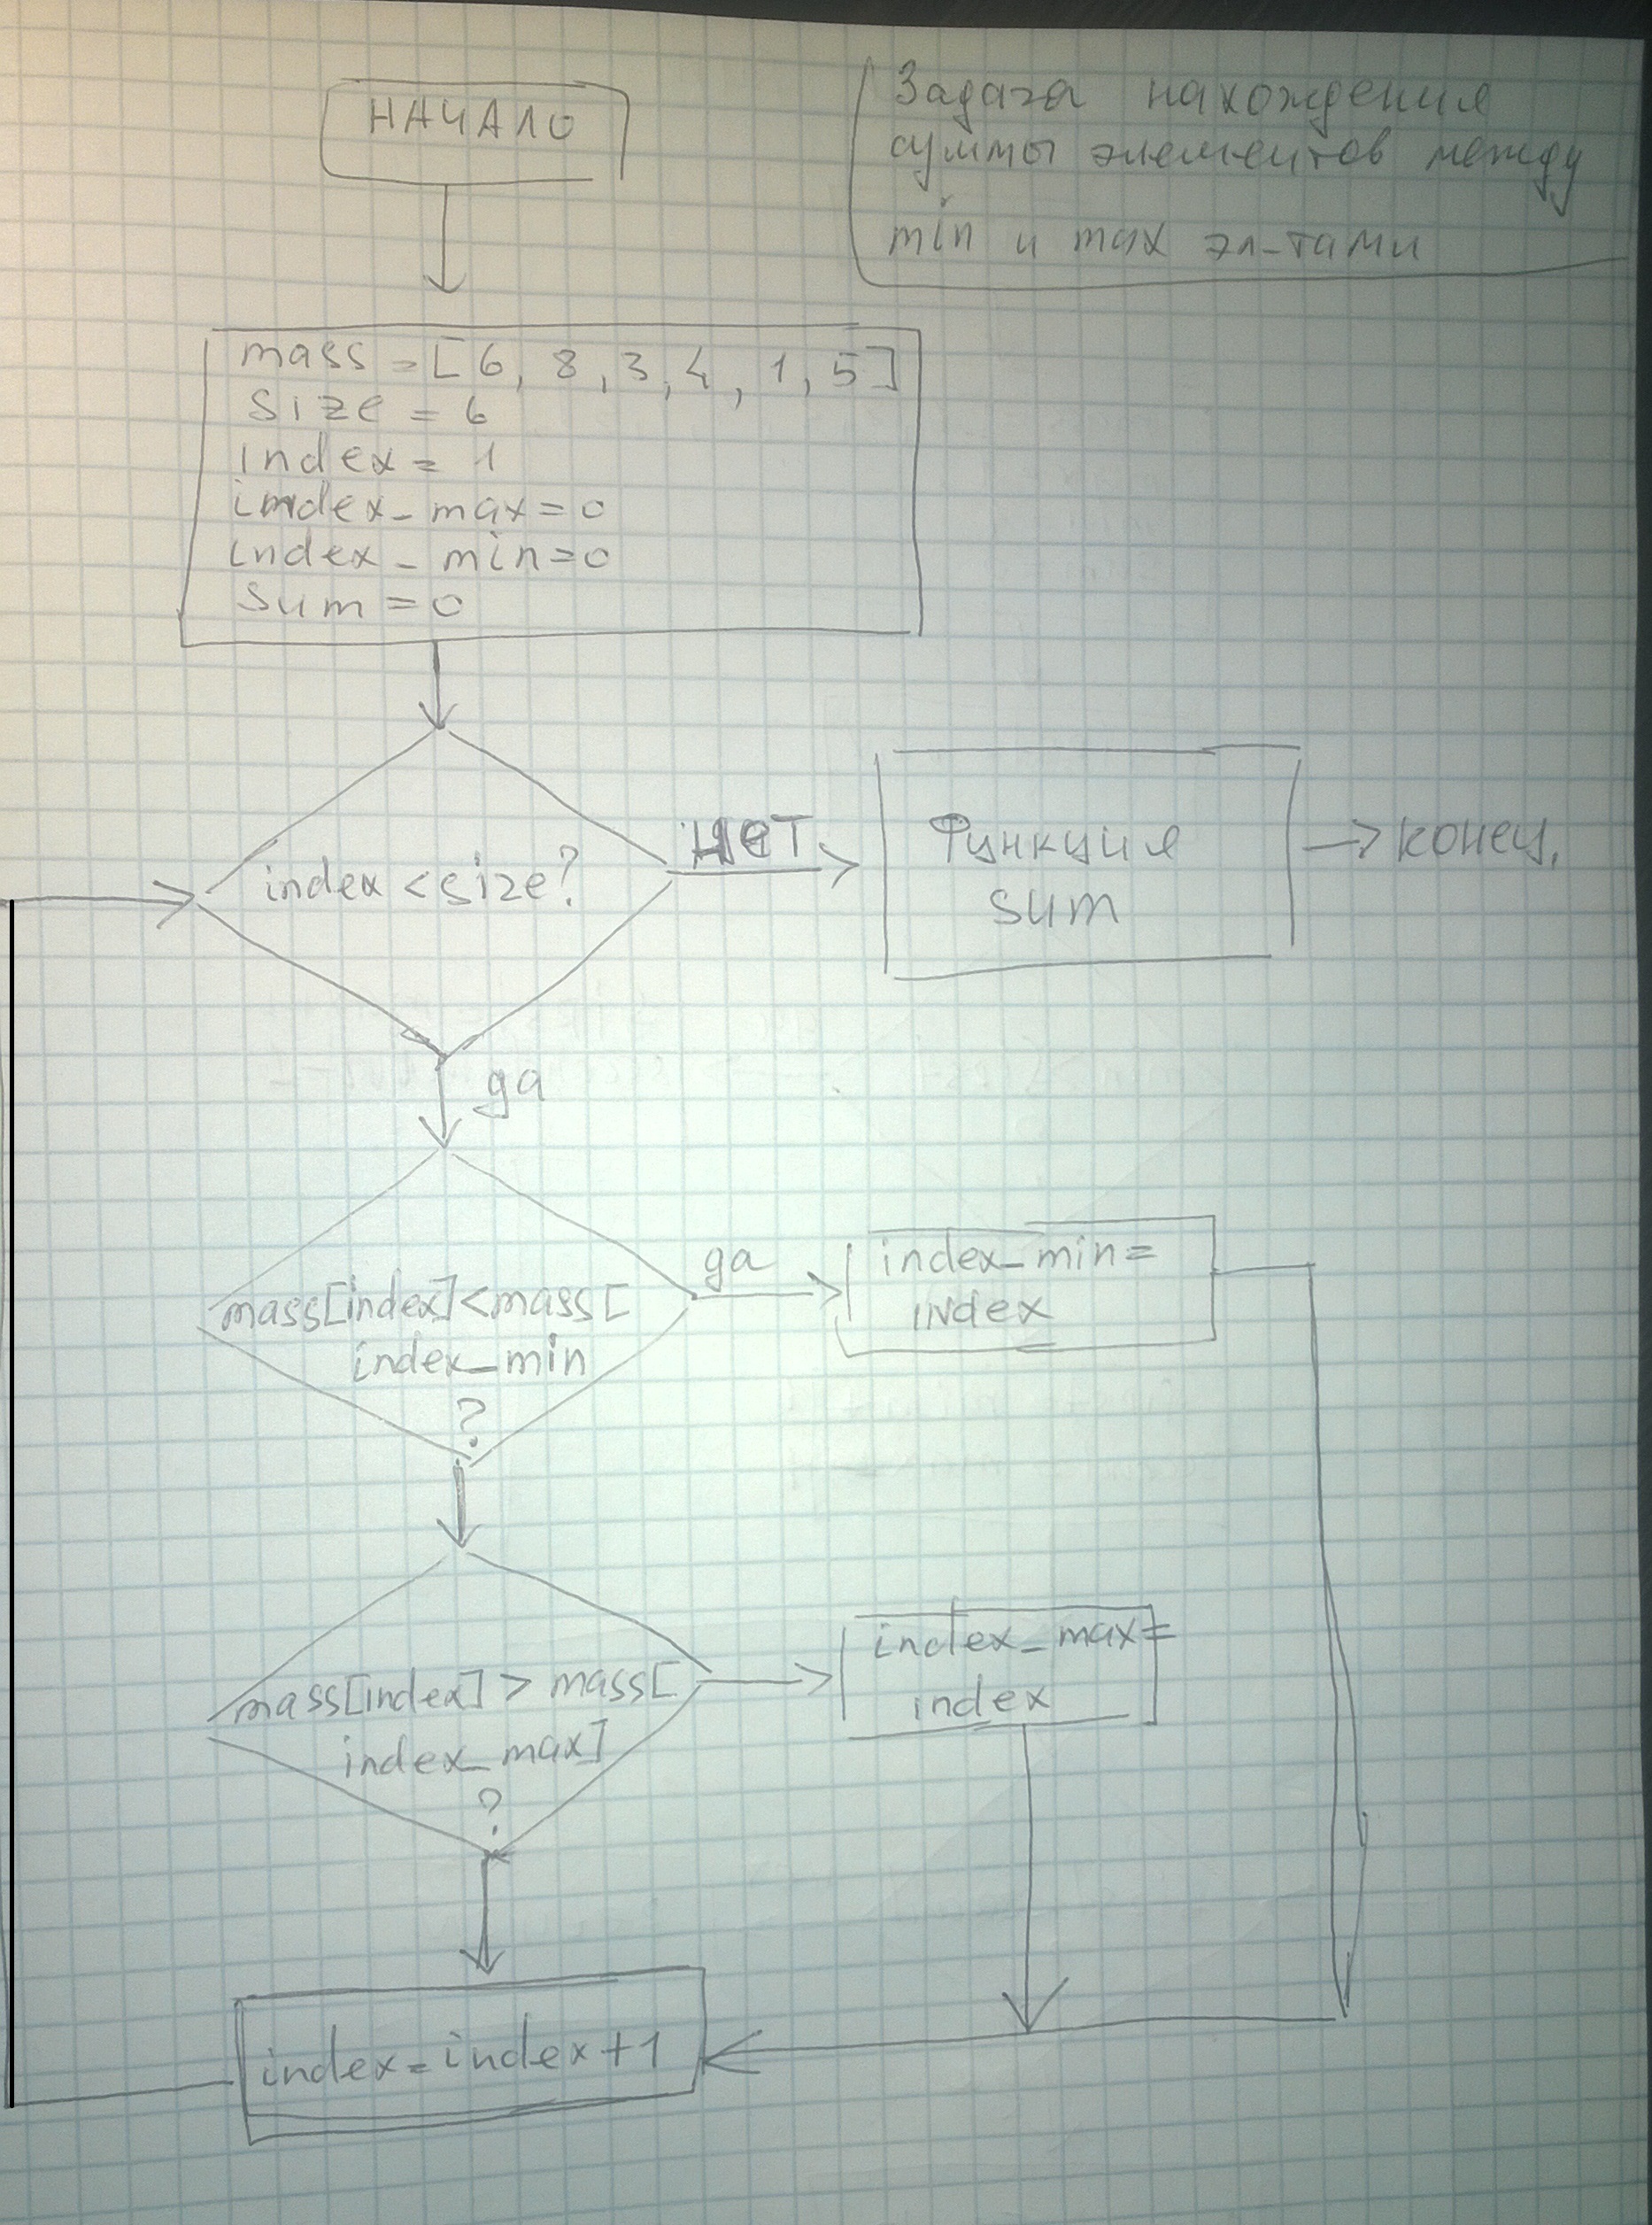 НАЧАЛО
Задача нахождения
суммы элементов между
min и max эл-тами
mass = [6, 8, 3, 4, 1, 5]
size = 6
index = 1
index_max = 0
index_min = 0
sum = 0
index < size?
нет
Функция
sum
конец.
да
mass[index] < mass[
index_min
?
да
index_min =
index
mass[index] > mass[
index_max]
?
index_max =
index
index = index + 1